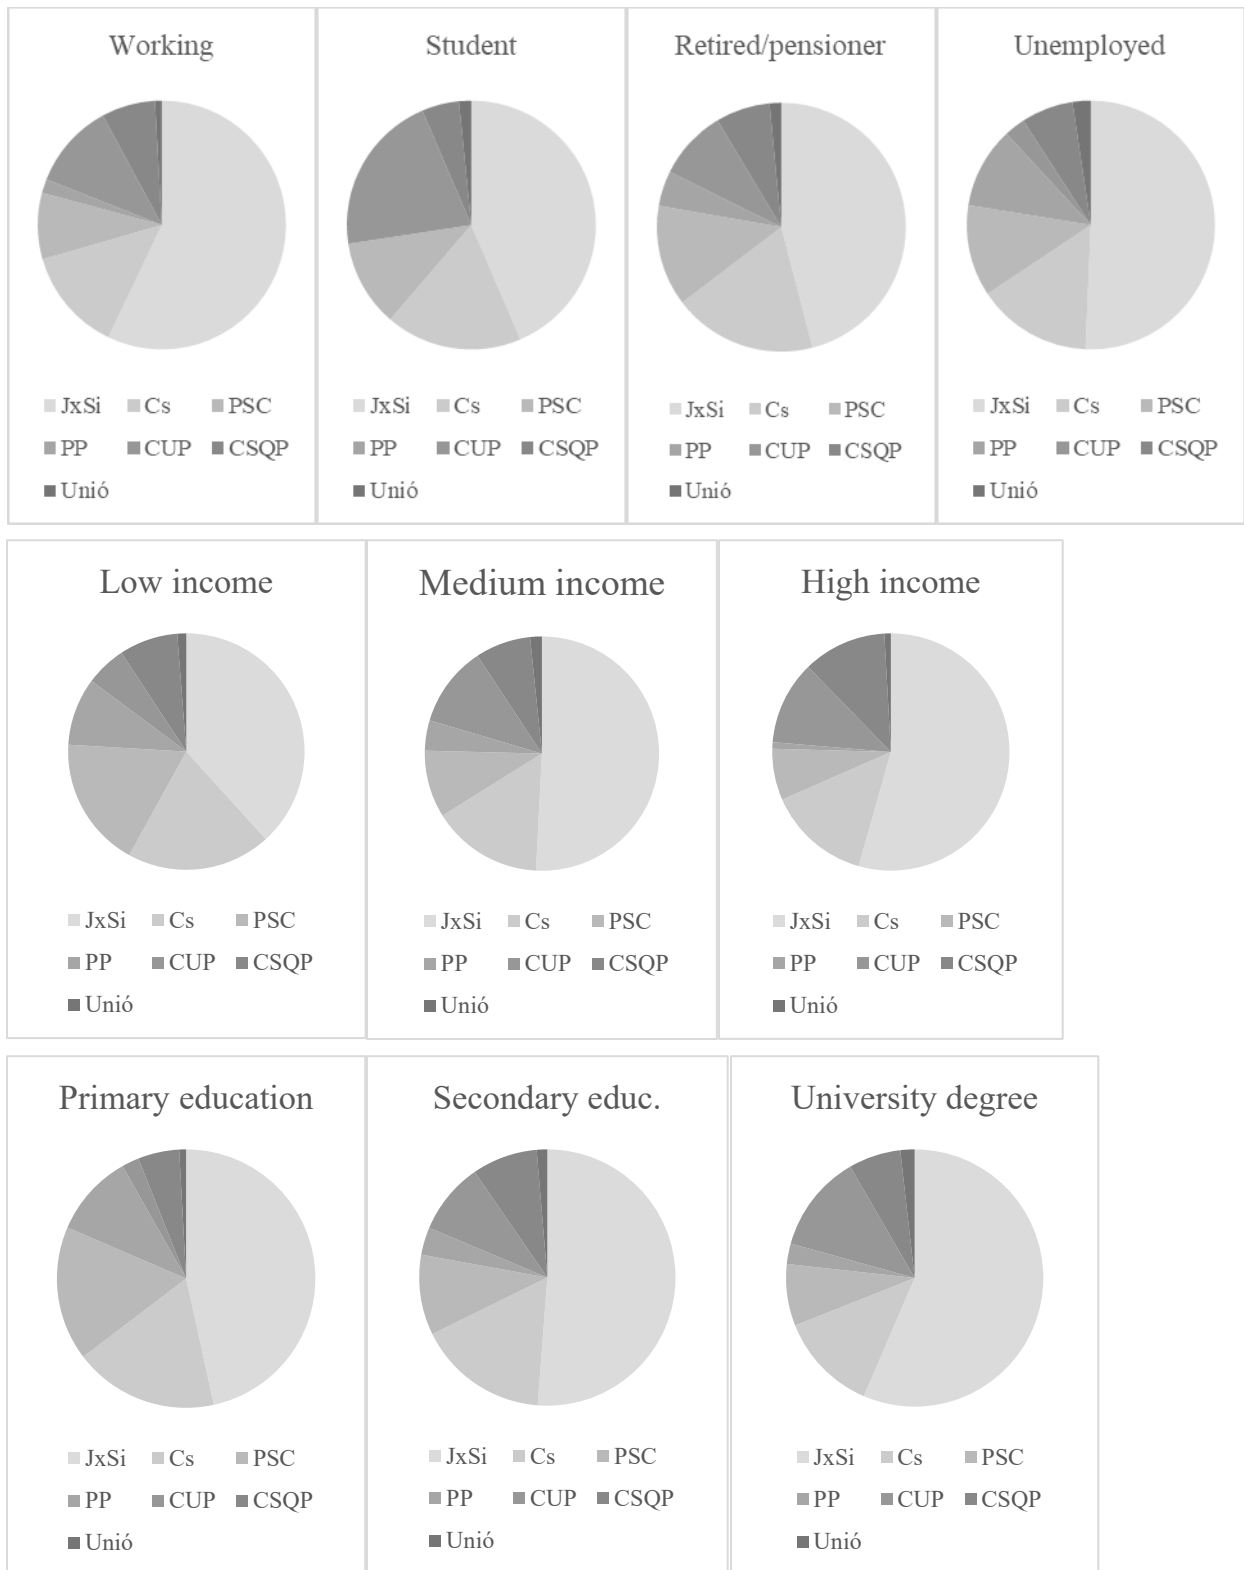 Working
JxSi Cs PSC
PP CUP CSQP
Unió
Student
JxSi Cs PSC
PP CUP CSQP
Unió
Retired/pensioner
JxSi Cs PSC
PP CUP CSQP
Unió
Unemployed
JxSi Cs PSC
PP CUP CSQP
Unió
Low income
JxSi Cs PSC
PP CUP CSQP
Unió
Medium income
JxSi Cs PSC
PP CUP CSQP
Unió
High income
JxSi Cs PSC
PP CUP CSQP
Unió
Primary education
JxSi Cs PSC
PP CUP CSQP
Unió
Secondary educ.
JxSi Cs PSC
PP CUP CSQP
Unió
University degree
JxSi Cs PSC
PP CUP CSQP
Unió